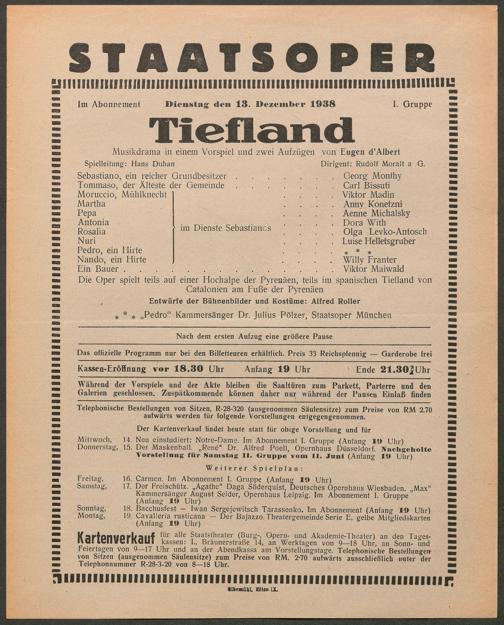 STAATSOPER
Im Abonnement Dienstag den 13. Dezember 1938 I. Gruppe
Tiefland
Musikdrama in einem Vorspiel und zwei Aufzügen von Eugen d'Albert
Spielleitung: Hans Duhan Dirigent: Rudolf Moralt a G.
Sebastiano, ein reicher Grundbesitzer . . . . . . Georg Monthy
Tommaso, der Älteste der Gemeinde . . . . . . Carl Bissuti
Moruccio, Mühlknecht Viktor Madin
Martha Anny Konetzni
Pepa Aenne Michalsky
Antonia Dora With
Rosalia im Dienste Sebastianos Olga Levko-Antosch
Nuri Luise Helletsgruber
Pedro, ein Hirte * * *
Nando, ein Hirte Willy Franter
Ein Bauer . . . . . . Viktor Maiwald
Die Oper spielt teils auf einer Hochalpe der Pyrenäen, teils im spanischen Tiefland von
Catalonien am Fuße der Pyrenäen
Entwürfe der Bühnenbilder und Kostüme: Alfred Roller
* * * „Pedro" Kammersänger Dr. Julius Pölzer, Staatsoper München
Nach dem ersten Aufzug eine größere Pause
Das offizielle Programm nur bei den Billetteuren erhältlich. Preis 33 Reichspfennig — Garderobe frei
Kassen-Eröffnung vor 18.30 Uhr Anfang 19 Uhr Ende 21.30 Uhr
Während der Vorspiele und der Akte bleiben die Saaltüren zum Parkett, Parterre und den
Galerien geschlossen. Zuspätkommende können daher nur während der Pausen Einlaß finden
Telephonische Bestellungen von Sitzen, R-28-320 (ausgenommen Säulensitze) zum Preise von RM 2.70
aufwärts werden für folgende Vorstellungen entgegengenommen.
Der Kartenverkauf findet heute statt für obige Vorstellung und für
Mittwoch, 14. Neu einstudiert: Notre-Dame. Im Abonnement I. Gruppe (Anfang 19 Uhr)
Donnerstag, 15. Der Maskenball. „René" Dr. Alfred Poell, Opernhaus Düsseldorf. Nachgeholte
Vorstellung für Samstag II. Gruppe vom 11. Juni (Anfang 19 Uhr)
Weiterer Spielplan:
Freitag, 16. Carmen. Im Abonnement I. Gruppe (Anfang 19 Uhr)
Samstag, 17. Der Freischütz. „Agathe" Daga Söderquist, Deutsches Opernhaus Wiesbaden, „Max"
Kammersänger August Seider, Opernhaus Leipzig. Im Abonnement I. Gruppe
(Anfang 19 Uhr)
Sonntag, 18. Bacchusfest — Iwan Sergejewitsch Tarassenko. Im Abonnement (Anfang 19 Uhr)
Montag, 19. Cavalleria rusticana — Der Bajazzo. Theatergemeinde Serie E, gelbe Mitgliedskarten
(Anfang 19 Uhr)
Kartenverkauf für alle Staatstheater (Burg-, Opern- und Akademie-Theater) an den Tages-
kassen: I., Bräunerstraße 14, an Werktagen von 9—18 Uhr, an Sonn- und
Feiertagen von 9—17 Uhr und an der Abendkassa am Vorstellungstage. Telephonische Bestellungen
von Sitzen (ausgenommen Säulensitze) zum Preise von RM. 2·70 aufwärts ausschließlich unter der
Telephonnummer R-28-3-20 von 8—18 Uhr.